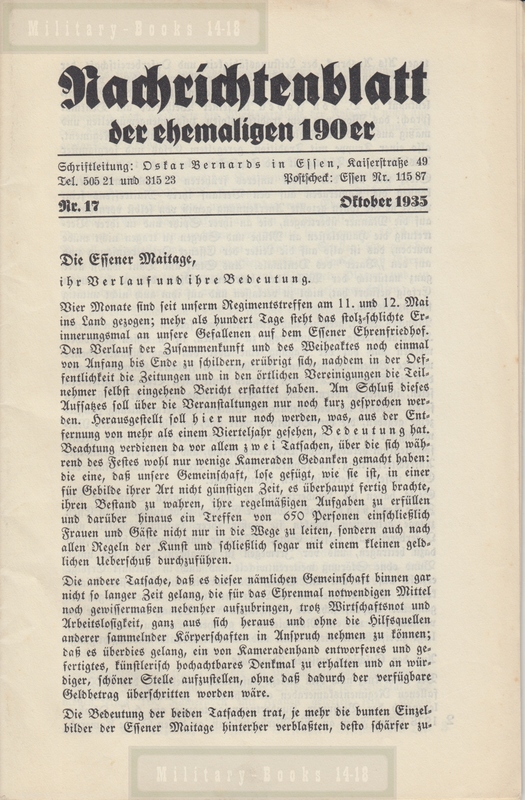 Military-Books 14-18
Nachrichtenblatt
der ehemaligen 190er
Schriftleitung: Oskar Bernards in Essen, Kaiserstraße 49
Tel. 505 21 und 315 23 Postscheck: Essen Nr. 115 87
Nr. 17 Oktober 1935
Die Essener Maitage,
ihr Verlauf und ihre Bedeutung.
Vier Monate sind seit unserm Regimentstreffen am 11. und 12. Mai
ins Land gezogen; mehr als hundert Tage steht das stolz-schlichte Er-
innerungsmal an unsere Gefallenen auf dem Essener Ehrenfriedhof.
Den Verlauf der Zusammenkunft und des Weiheaktes noch einmal
von Anfang bis Ende zu schildern, erübrigt sich, nachdem in der Oef-
fentlichkeit die Zeitungen und in den örtlichen Vereinigungen die Teil-
nehmer selbst eingehend Bericht erstattet haben. Am Schluß dieses
Aufsatzes soll über die Veranstaltungen nur noch kurz gesprochen wer-
den. Herausgestellt soll hier nur noch werden, was, aus der Ent-
fernung von mehr als einem Vierteljahr gesehen, Bedeutung hat.
Beachtung verdienen da vor allem zwei Tatsachen, über die sich wäh-
rend des Festes wohl nur wenige Kameraden Gedanken gemacht haben:
die eine, daß unsere Gemeinschaft, lose gefügt, wie sie ist, in einer
für Gebilde ihrer Art nicht günstigen Zeit, es überhaupt fertig brachte,
ihren Bestand zu wahren, ihre regelmäßigen Aufgaben zu erfüllen
und darüber hinaus ein Treffen von 650 Personen einschließlich
Frauen und Gäste nicht nur in die Wege zu leiten, sondern auch nach
allen Regeln der Kunst und schließlich sogar mit einem kleinen geld-
lichen Ueberschuß durchzuführen.
Die andere Tatsache, daß es dieser nämlichen Gemeinschaft binnen gar
nicht so langer Zeit gelang, die für das Ehrenmal notwendigen Mittel
noch gewissermaßen nebenher aufzubringen, trotz Wirtschaftsnot und
Arbeitslosigkeit, ganz aus sich heraus und ohne die Hilfsquellen
anderer sammelnder Körperschaften in Anspruch nehmen zu können;
daß es überdies gelang, ein von Kameradenhand entworfenes und ge-
fertigtes, künstlerisch hochachtbares Denkmal zu erhalten und an wür-
diger, schöner Stelle aufzustellen, ohne daß dadurch der verfügbare
Geldbetrag überschritten worden wäre.
Die Bedeutung der beiden Tatsachen trat, je mehr die bunten Einzel-
bilder der Essener Maitage hinterher verblaßten, desto schärfer zu-
Military-Books 14-18